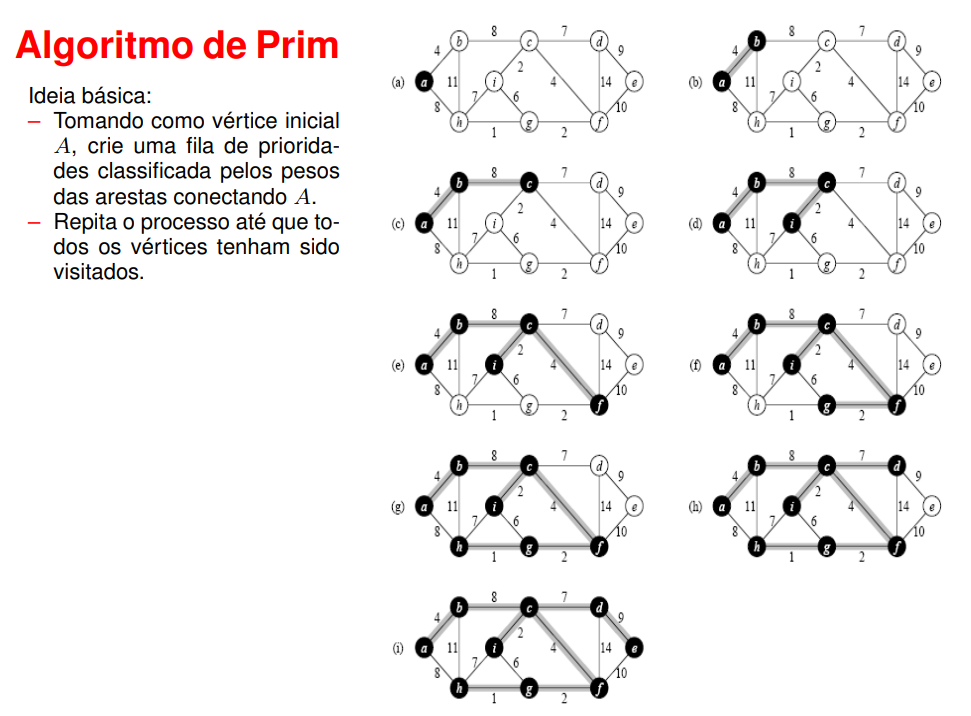 Algoritmo de Prim
Ideia básica:
– Tomando como vértice inicial
A, crie uma fila de priorida-
des classificada pelos pesos
das arestas conectando A.
– Repita o processo até que to-
dos os vértices tenham sido
visitados.
8 7
b c d
4 2 9
(a) a 11 i 4 14 e
8 7 6 10
h g f
1 2
8 7
b c d
4 2 9
(b) a 11 i 4 14 e
8 7 6 10
h g f
1 2
8 7
b c d
4 2 9
(c) a 11 i 4 14 e
8 7 6 10
h g f
1 2
8 7
b c d
4 2 9
(d) a 11 i 4 14 e
8 7 6 10
h g f
1 2
8 7
b c d
4 2 9
(e) a 11 i 4 14 e
8 7 6 10
h g f
1 2
8 7
b c d
4 2 9
(f) a 11 i 4 14 e
8 7 6 10
h g f
1 2
8 7
b c d
4 2 9
(g) a 11 i 4 14 e
8 7 6 10
h g f
1 2
8 7
b c d
4 2 9
(h) a 11 i 4 14 e
8 7 6 10
h g f
1 2
8 7
b c d
4 2 9
(i) a 11 i 4 14 e
8 7 6 10
h g f
1 2